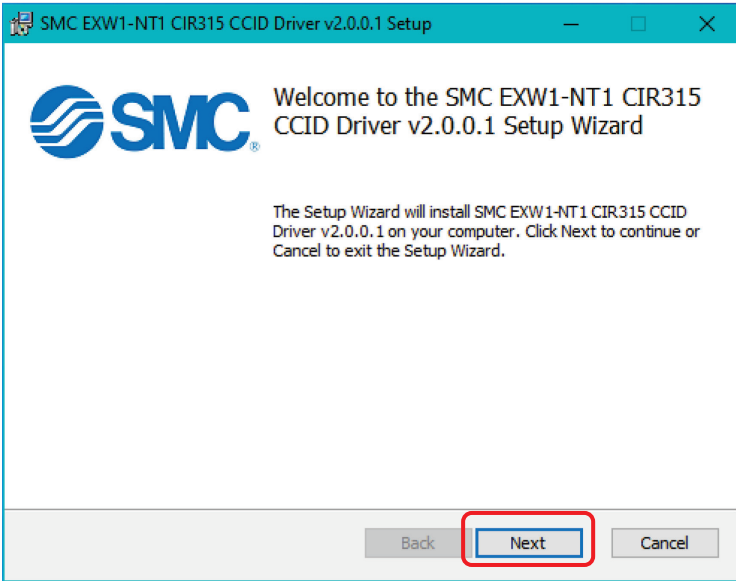 SMC EXW1-NT1 CIR315 CCID Driver v2.0.0.1 Setup
SMC®
Welcome to the SMC EXW1-NT1 CIR315
CCID Driver v2.0.0.1 Setup Wizard
The Setup Wizard will install SMC EXW1-NT1 CIR315 CCID
Driver v2.0.0.1 on your computer. Click Next to continue or
Cancel to exit the Setup Wizard.
Back Next Cancel